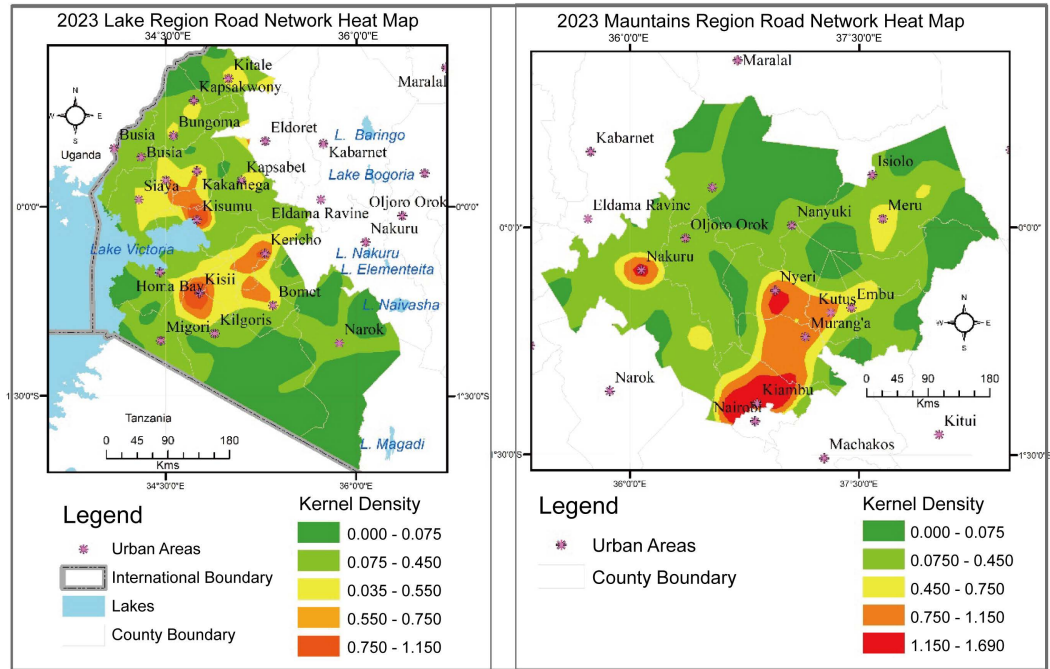 2023 Lake Region Road Network Heat Map
34°30'0"E
36°0'0"E
Kitale
Maralal
Kapsakwony
N
W
E
S
Bungoma
Eldoret
L. Baringo
Busia
Kabarnet
Uganda
Busia
Kapsabet
Lake Bogoria
Siaya
Kakamega
0°0'0"
Kisumu
Oljoro Orok
0°0'0"
Eldama Ravine
Kericho
Nakuru
Lake Victoria
L. Nakuru
L. Elementeita
Homa Bay
Kisii
Bomet
L. Naivasha
Migori
Kilgoris
Narok
1°30'0"S
Tanzania
0 45 90 180
Kms
L. Magadi
34°30'0"E
36°0'0"E
Legend
Urban Areas
International Boundary
Lakes
County Boundary
Kernel Density
0.000 - 0.075
0.075 - 0.450
0.035 - 0.550
0.550 - 0.750
0.750 - 1.150
2023 Mauntains Region Road Network Heat Map
36°0'0"E
37°30'0"E
Maralal
Kabarnet
Isiolo
Eldama Ravine
Nanyuki
Meru
0°0'0"
Oljoro Orok
0°0'0"
Nakuru
Nyeri
Kutus
Embu
N
W
E
S
Murang'a
Narok
Kiambu
0 45 90 180
Kms
Nairobi
Kitui
Machakos
1°30'0"S
36°0'0"E
37°30'0"E
Legend
Urban Areas
County Boundary
Kernel Density
0.000 - 0.075
0.0750 - 0.450
0.450 - 0.750
0.750 - 1.150
1.150 - 1.690